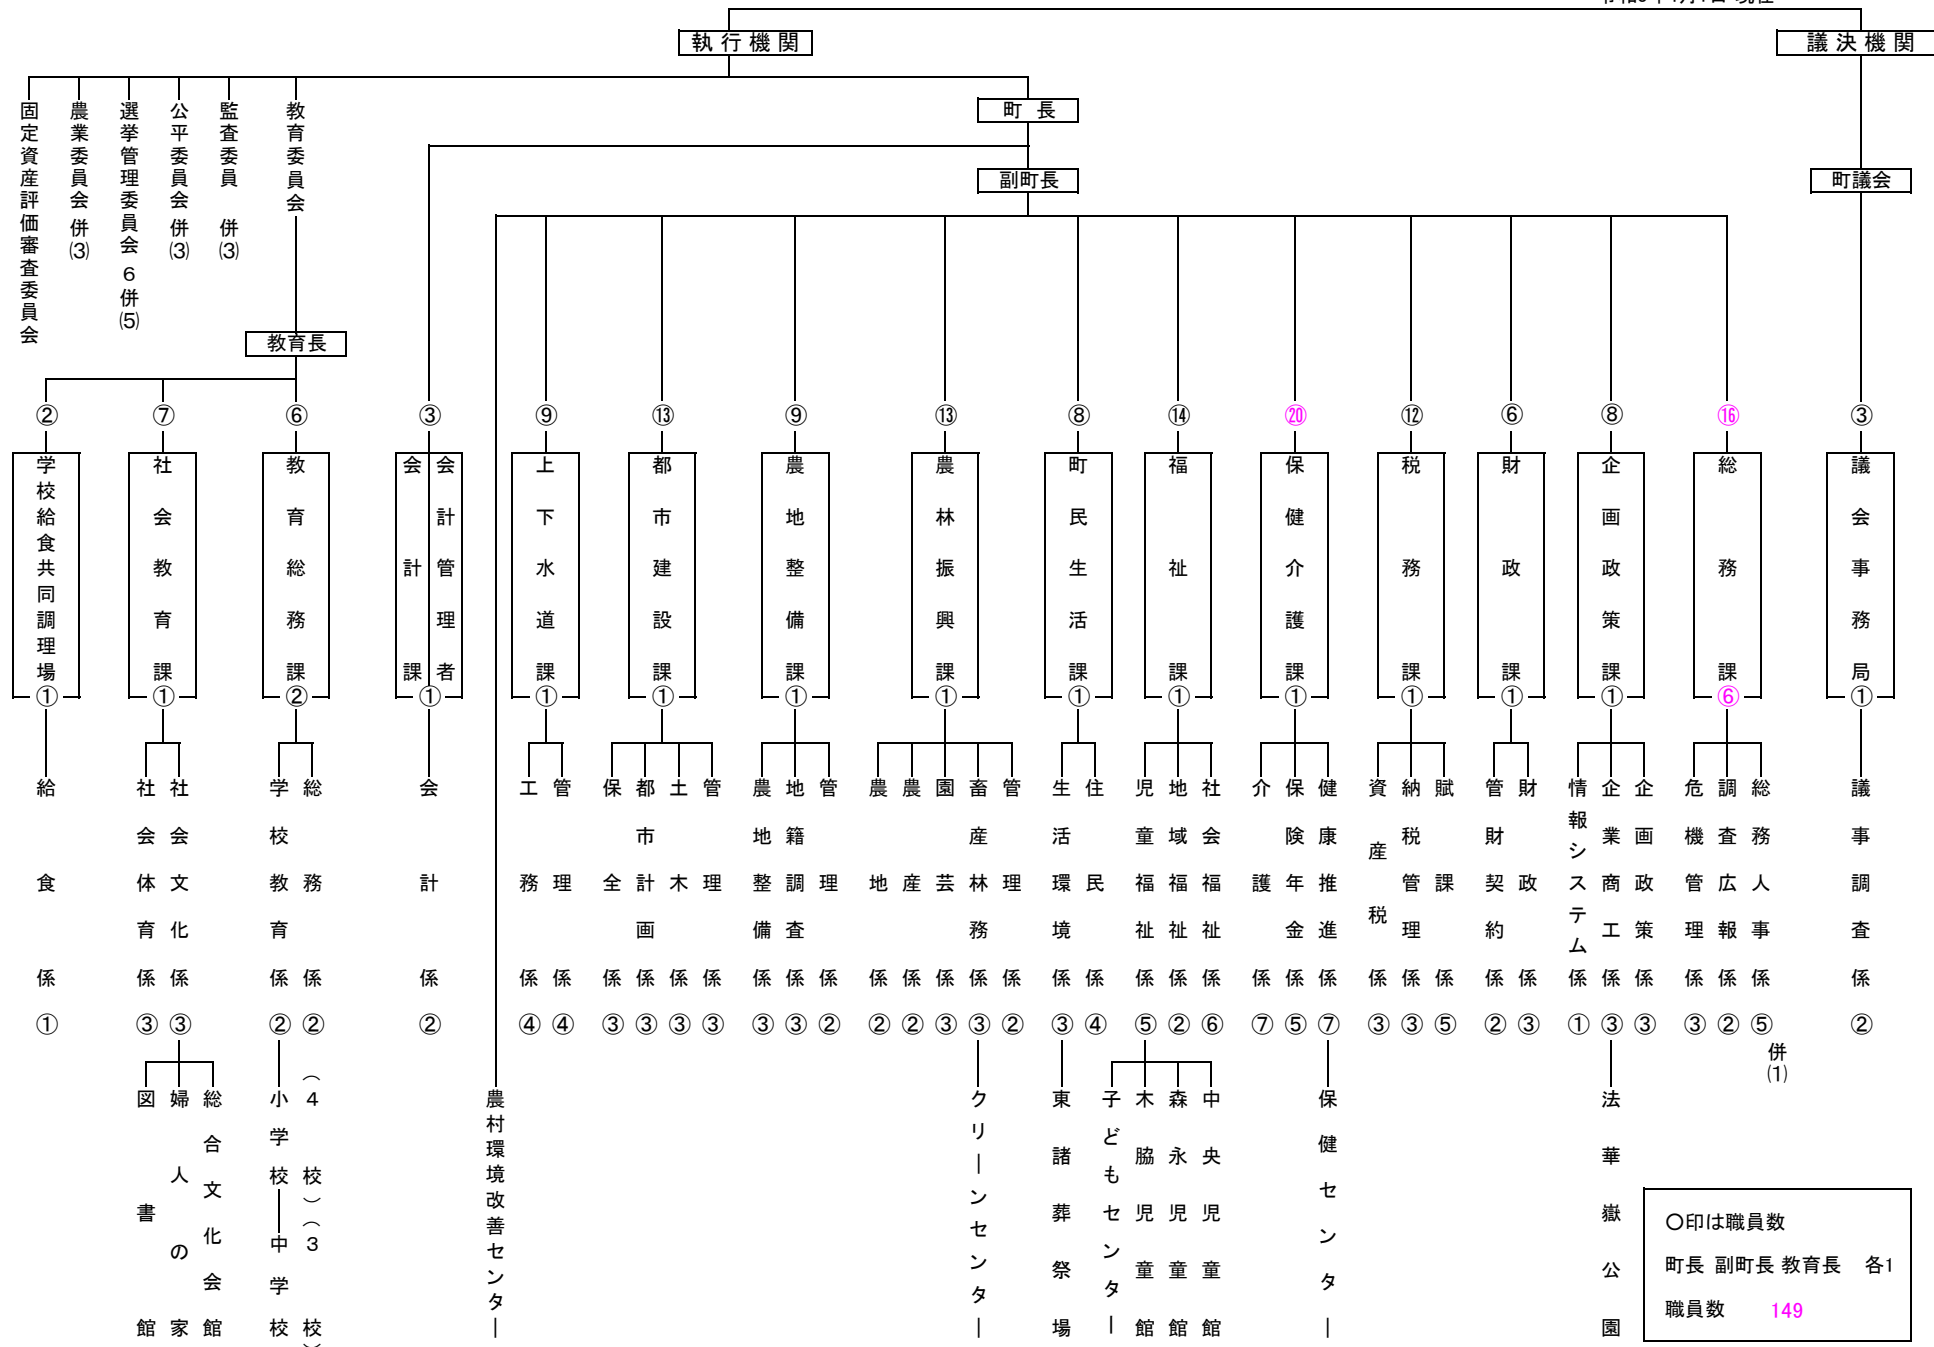 執行機関
議決機関
固定資産評価審査委員会
農業委員会 併(3)
選挙管理委員会 6 併(5)
公平委員会 併(3)
監査委員 併(3)
教育委員会
町 長
副町長
町議会
教育長
② ⑦ ⑥ ③ ⑨ ⑬ ⑨ ⑬ ⑧ ⑭ ⑳ ⑫ ⑥ ⑧ ⑯ ③
学校給食共同調理場 ①
社会教育課 ①
教育総務課 ②
会計課
会計管理者
①
上下水道課 ①
都市建設課 ①
農地整備課 ①
農林振興課 ①
町民生活課 ①
福祉課 ①
保健介護課 ①
税務課 ①
財政課 ①
企画政策課 ①
総務課 ⑥
議会事務局 ①
給食係 ①
社会体育係 ③
社会文化係 ③
学校教育係 ②
総務係 ②
会計係 ②
工務係 ④
管理係 ④
保全係 ③
都市計画係 ③
土木係 ③
管理係 ③
農地整備係 ③
地籍調査係 ③
管理係 ②
農地係 ②
農産係 ②
園芸係 ③
畜産林務係 ③
管理係 ②
生活環境係 ③
住民係 ④
児童福祉係 ⑤
地域福祉係 ②
社会福祉係 ⑥
介護係 ⑦
保険年金係 ⑤
健康推進係 ⑦
資産税係 ③
納税管理係 ③
賦課係 ⑤
管財契約係 ②
財政係 ③
情報システム係 ①
企業商工係 ③
企画政策係 ③
危機管理係 ③
調査広報係 ②
総務人事係 ⑤
併(1)
議事調査係 ②
図書館
婦人の家
総合文化会館
小学校―中学校
（4校）（3校）
農村環境改善センター
クリーンセンター
東諸葬祭場
子どもセンター
木脇児童館
森永児童館
中央児童館
保健センター
法華嶽公園
〇印は職員数
町長 副町長 教育長 各1
職員数 149